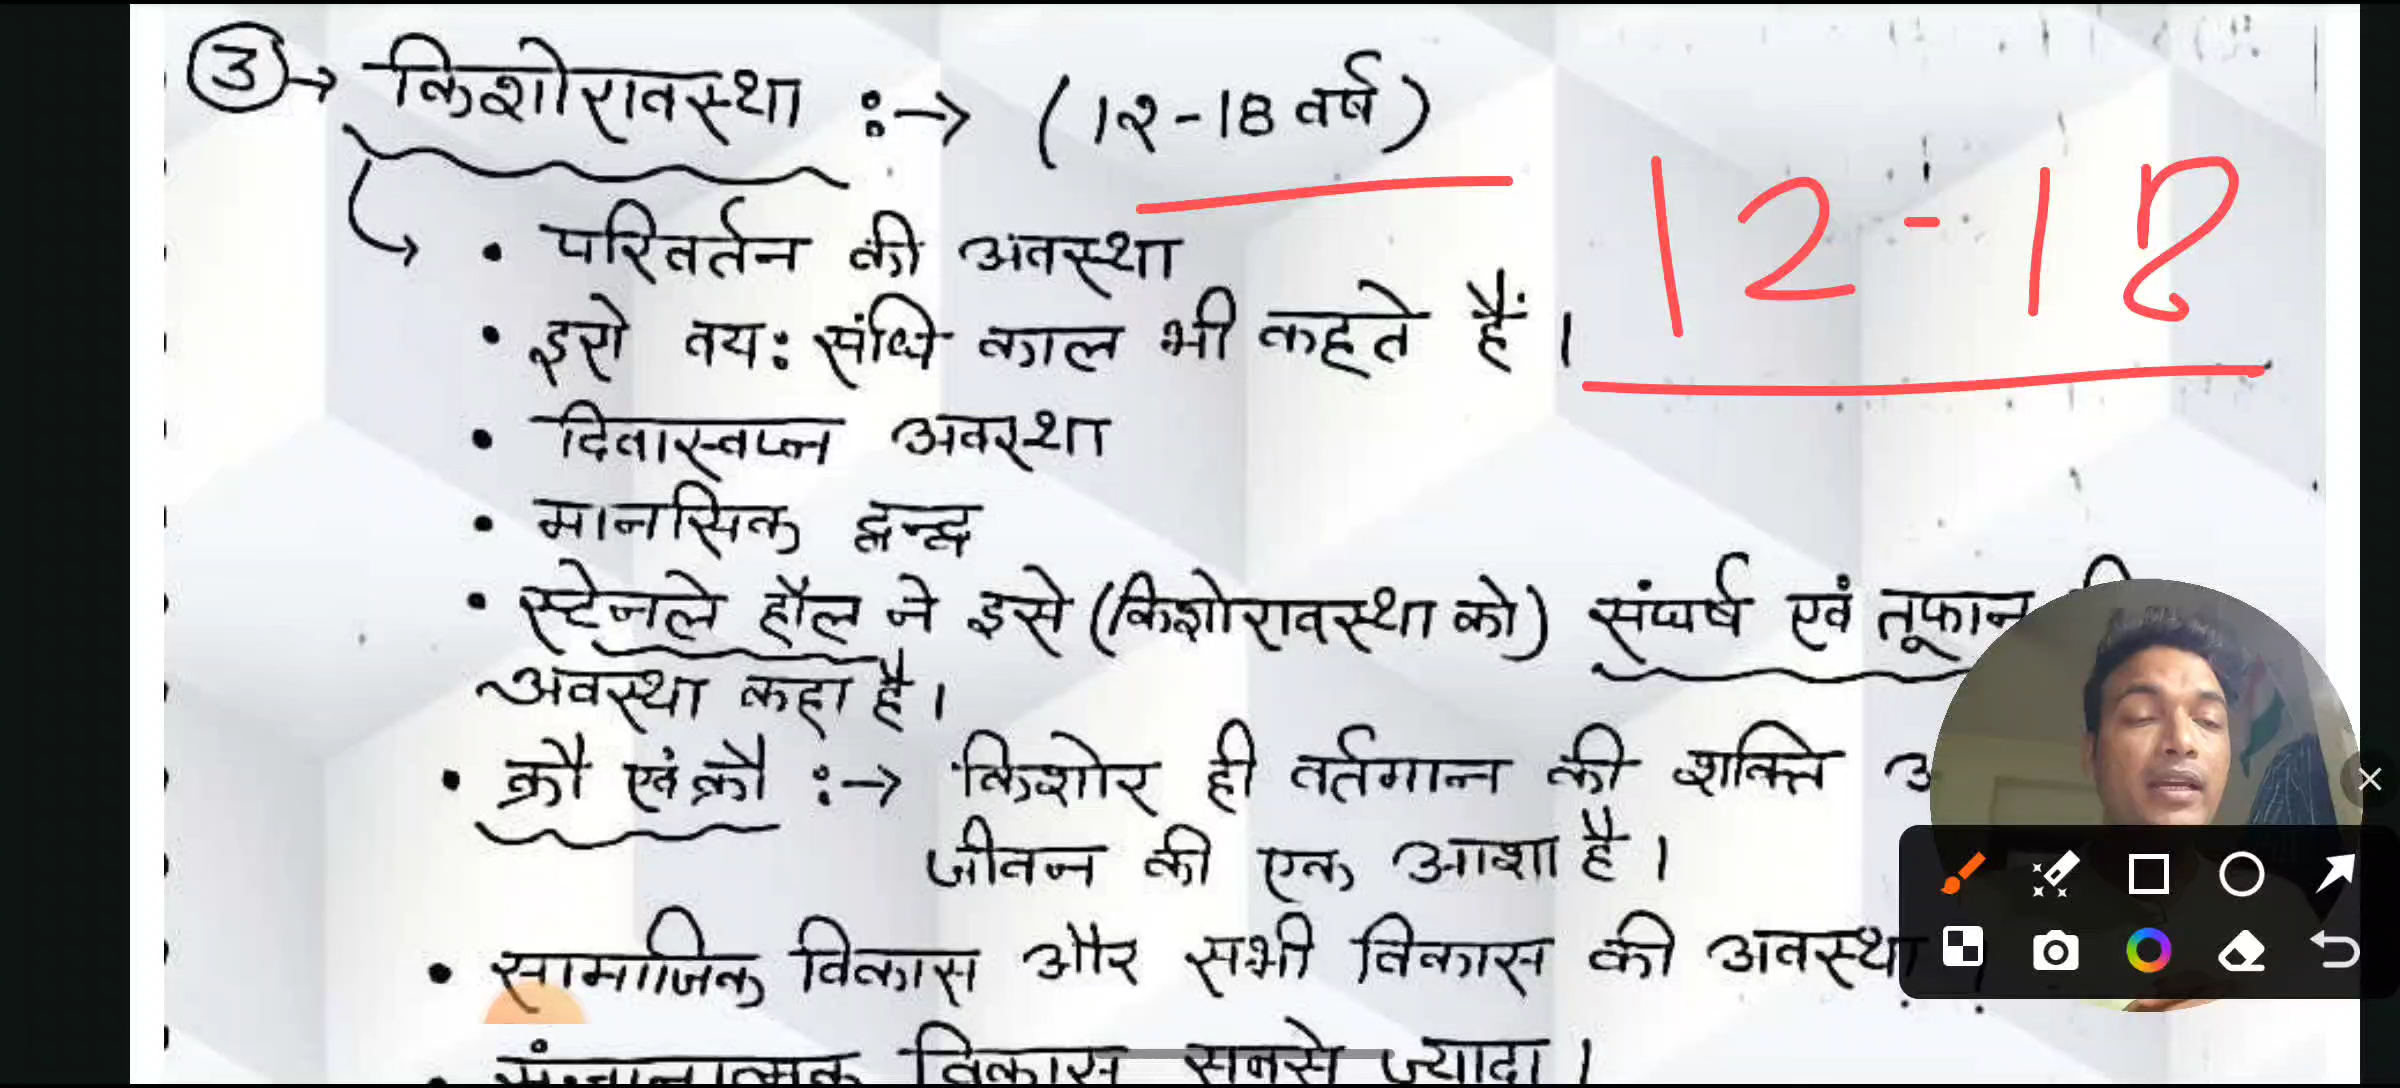 3 → किशोरावस्था :→ (12-18 वर्ष)
12-18
• परिवर्तन की अवस्था
• इसे वय: संधि काल भी कहते हैं।
• दिवास्वप्न अवस्था
• मानसिक द्वन्द्व
• स्टेनले हॉल ने इसे (किशोरावस्था को) संघर्ष एवं तूफान
अवस्था कहा है।
• क्रौ एवं क्रौ :→ किशोर ही वर्तमान की शक्ति
जीवन की एक आशा है।
• सामाजिक विकास और सभी विकास की अवस्था
• संज्ञानात्मक विकास सबसे ज्यादा।